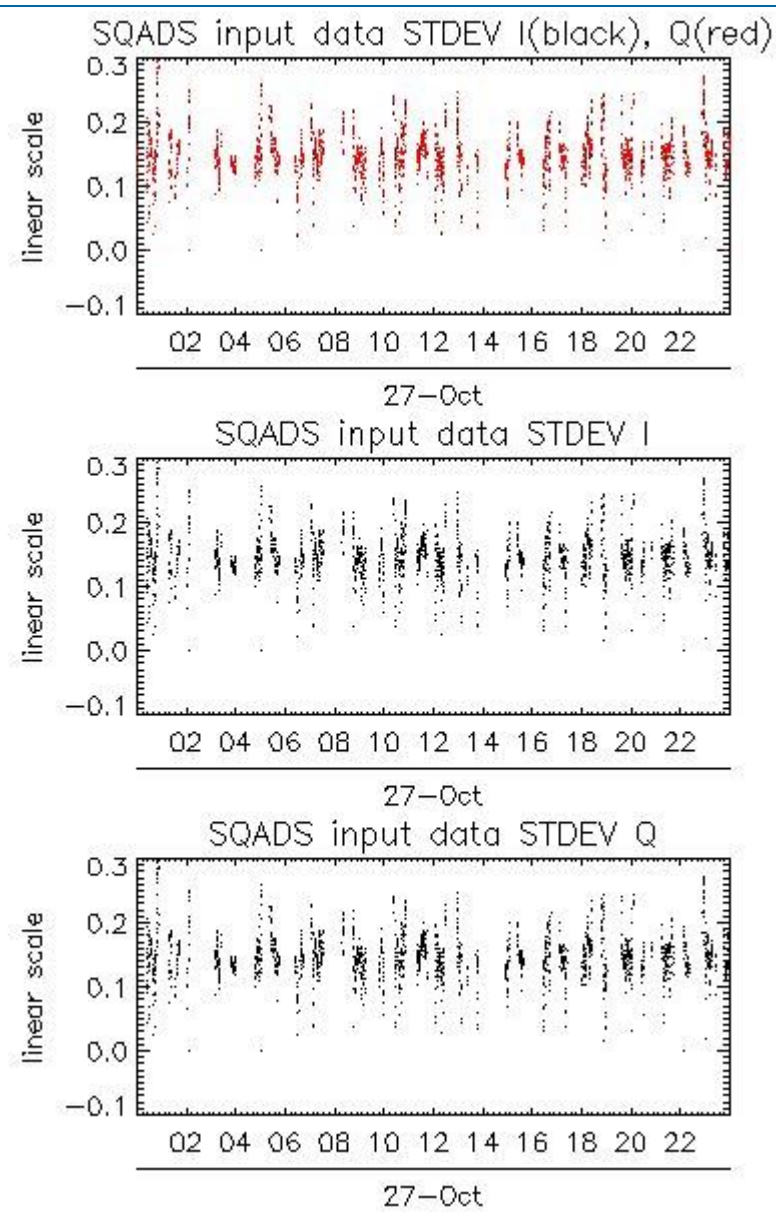 SQADS input data STDEV I(black), Q(red)
0.3
0.2
0.1
0.0
−0.1
linear scale
02 04 06 08 10 12 14 16 18 20 22
27−Oct
SQADS input data STDEV I
0.3
0.2
0.1
0.0
−0.1
linear scale
02 04 06 08 10 12 14 16 18 20 22
27−Oct
SQADS input data STDEV Q
0.3
0.2
0.1
0.0
−0.1
linear scale
02 04 06 08 10 12 14 16 18 20 22
27−Oct